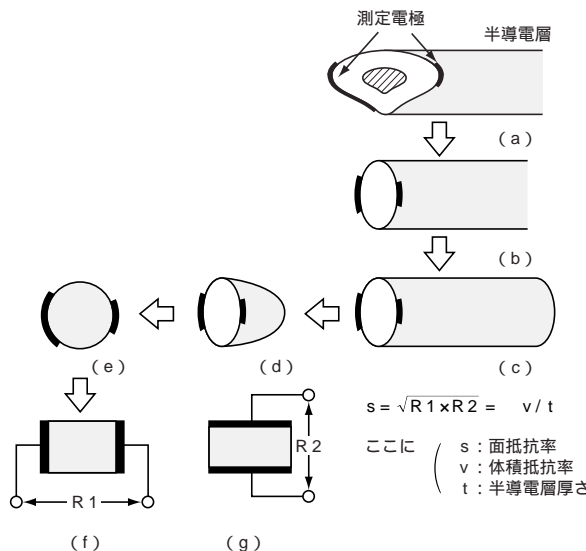 測定電極
半導電層
(a)
(b)
(c)
(d)
(e)
s = √R1×R2 = v/t
ここに
s:面抵抗率
v:体積抵抗率
t:半導電層厚さ
R1
R2
(f)
(g)